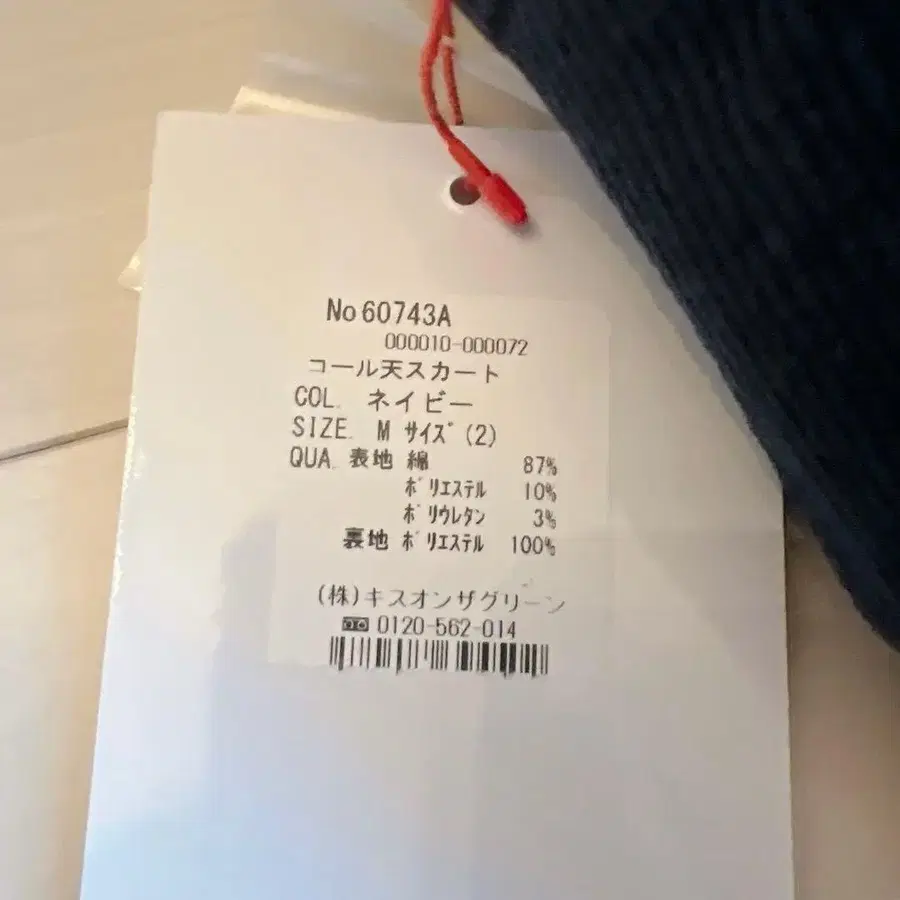 No 60743A
000010-000072
コール天スカート
COL. ネイビー
SIZE. M サイズ(2)
QUA. 表地 綿 87%
ポリエステル 10%
ポリウレタン 3%
裏地 ポリエステル 100%
(株)キスオンザグリーン
0120-562-014